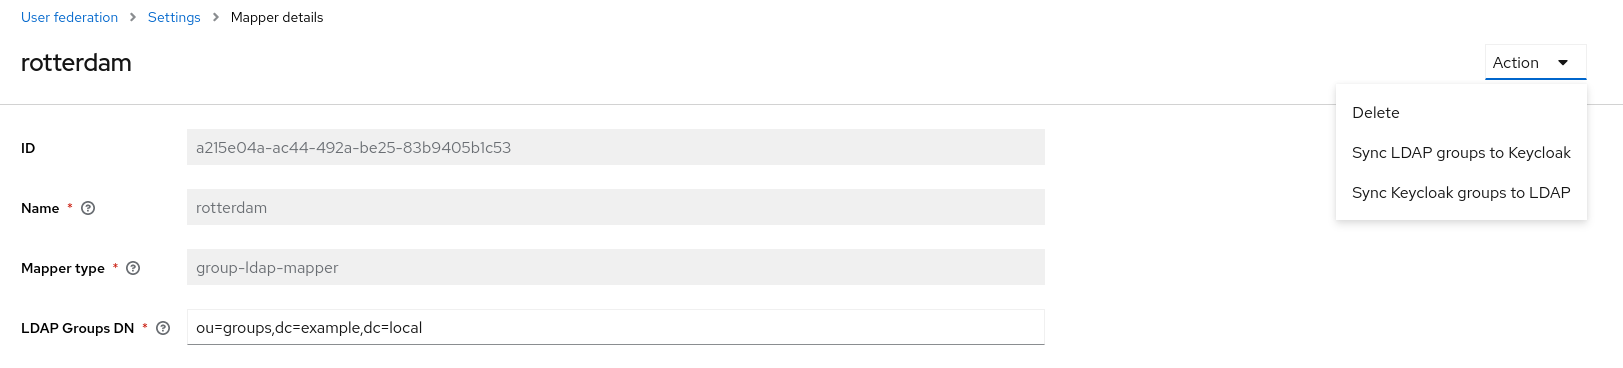 User federation > Settings > Mapper details
rotterdam
Action
Delete
Sync LDAP groups to Keycloak
Sync Keycloak groups to LDAP
ID
a215e04a-ac44-492a-be25-83b9405b1c53
Name *
rotterdam
Mapper type *
group-ldap-mapper
LDAP Groups DN *
ou=groups,dc=example,dc=local